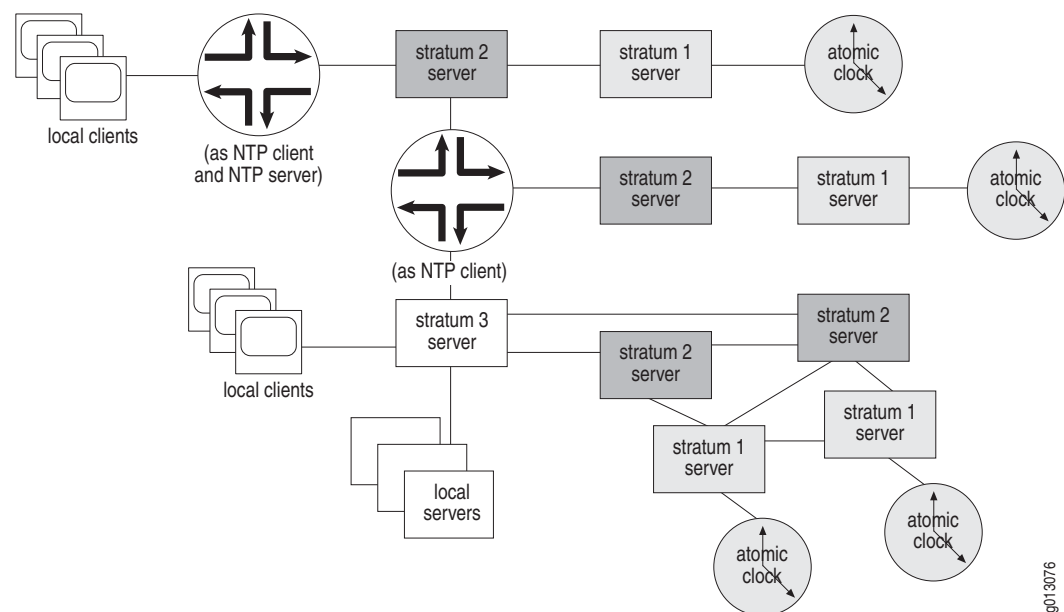 stratum 2
server
stratum 1
server
atomic
clock
local clients
(as NTP client
and NTP server)
stratum 2
server
stratum 1
server
atomic
clock
(as NTP client)
stratum 3
server
stratum 2
server
stratum 2
server
local clients
stratum 1
server
stratum 1
server
local
servers
atomic
clock
atomic
clock
g013076